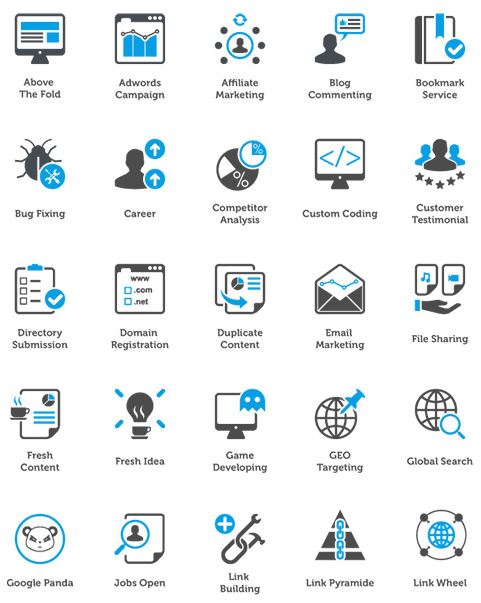 Above
The Fold
Adwords
Campaign
Affiliate
Marketing
Blog
Commenting
Bookmark
Service
Bug Fixing
Career
%
%
Competitor
Analysis
</>
Custom Coding
Customer
Testimonial
Directory
Submission
www
.com
.net
Domain
Registration
Duplicate
Content
Email
Marketing
File Sharing
Fresh
Content
Fresh Idea
Game
Developing
GEO
Targeting
Global Search
Google Panda
Jobs Open
Link
Building
Link Pyramide
Link Wheel